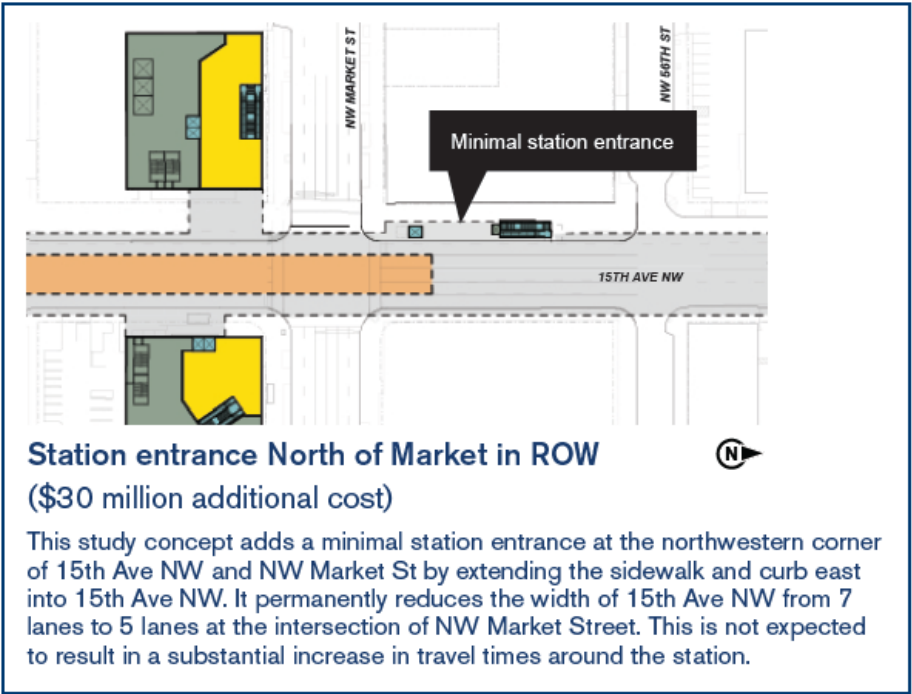 NW MARKET ST
NW 56TH ST
Minimal station entrance
15TH AVE NW
Station entrance North of Market in ROW
N
($30 million additional cost)
This study concept adds a minimal station entrance at the northwestern corner
of 15th Ave NW and NW Market St by extending the sidewalk and curb east
into 15th Ave NW. It permanently reduces the width of 15th Ave NW from 7
lanes to 5 lanes at the intersection of NW Market Street. This is not expected
to result in a substantial increase in travel times around the station.